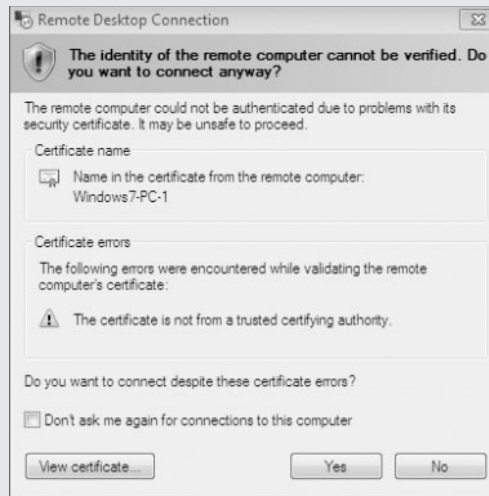 Remote Desktop Connection
The identity of the remote computer cannot be verified. Do
you want to connect anyway?
The remote computer could not be authenticated due to problems with its
security certificate. It may be unsafe to proceed.
Certificate name
Name in the certificate from the remote computer:
Windows7-PC-1
Certificate errors
The following errors were encountered while validating the remote
computer's certificate:
The certificate is not from a trusted certifying authority.
Do you want to connect despite these certificate errors?
Don't ask me again for connections to this computer
View certificate... Yes No